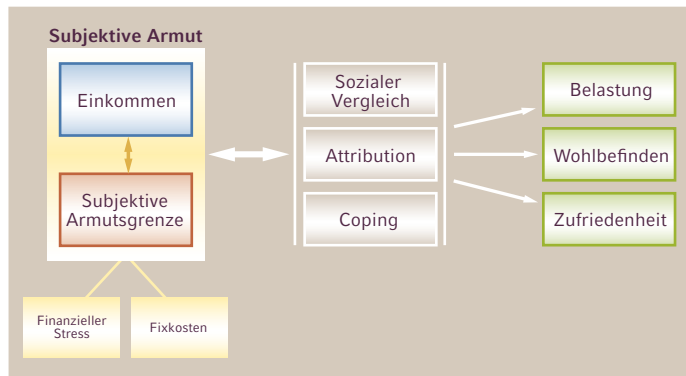 Subjektive Armut
Einkommen
Subjektive
Armutsgrenze
Finanzieller
Stress
Fixkosten
Sozialer
Vergleich
Attribution
Coping
Belastung
Wohlbefinden
Zufriedenheit